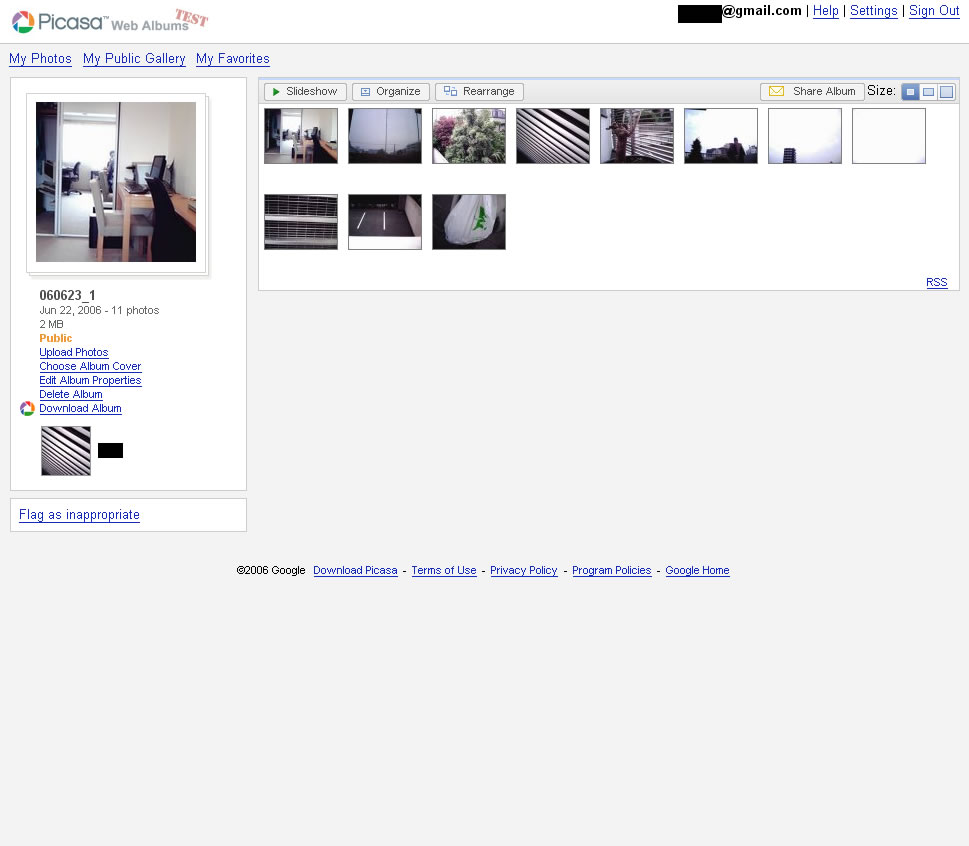 Picasa™ Web Albums TEST
@gmail.com | Help | Settings | Sign Out
My Photos My Public Gallery My Favorites
Slideshow Organize Rearrange Share Album Size:
RSS
060623_1
Jun 22, 2006 - 11 photos
2 MB
Public
Upload Photos
Choose Album Cover
Edit Album Properties
Delete Album
Download Album
Flag as inappropriate
©2006 Google Download Picasa - Terms of Use - Privacy Policy - Program Policies - Google Home